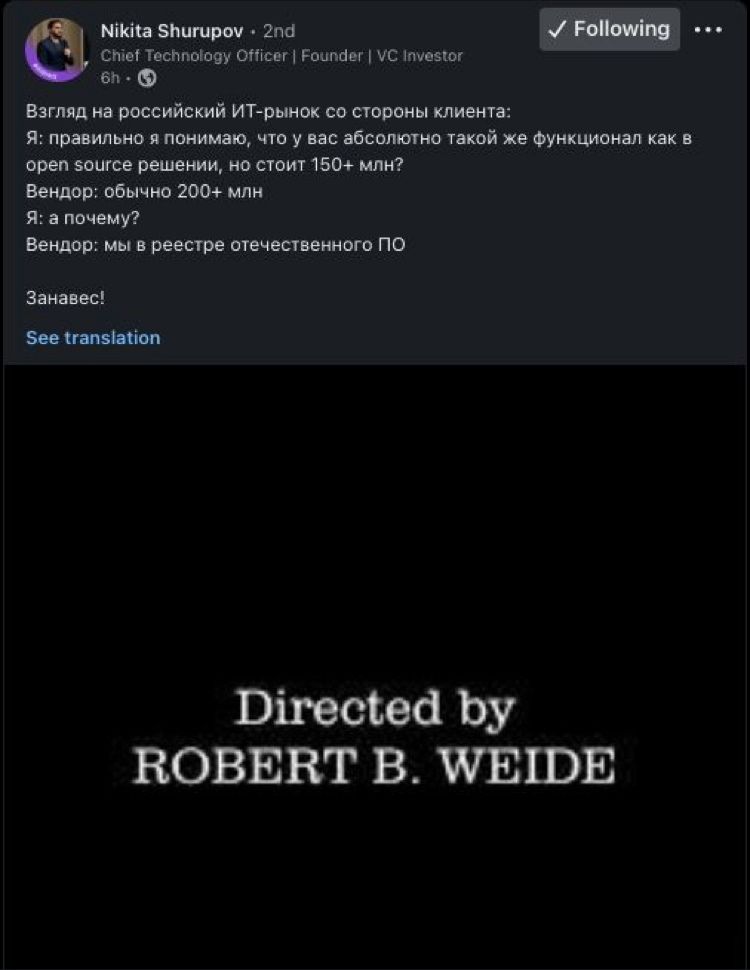 Nikita Shurupov · 2nd
✓ Following
Chief Technology Officer | Founder | VC Investor
6h ·
Взгляд на российский ИТ-рынок со стороны клиента:
Я: правильно я понимаю, что у вас абсолютно такой же функционал как в
open source решении, но стоит 150+ млн?
Вендор: обычно 200+ млн
Я: а почему?
Вендор: мы в реестре отечественного ПО
Занавес!
See translation
Directed by
ROBERT B. WEIDE